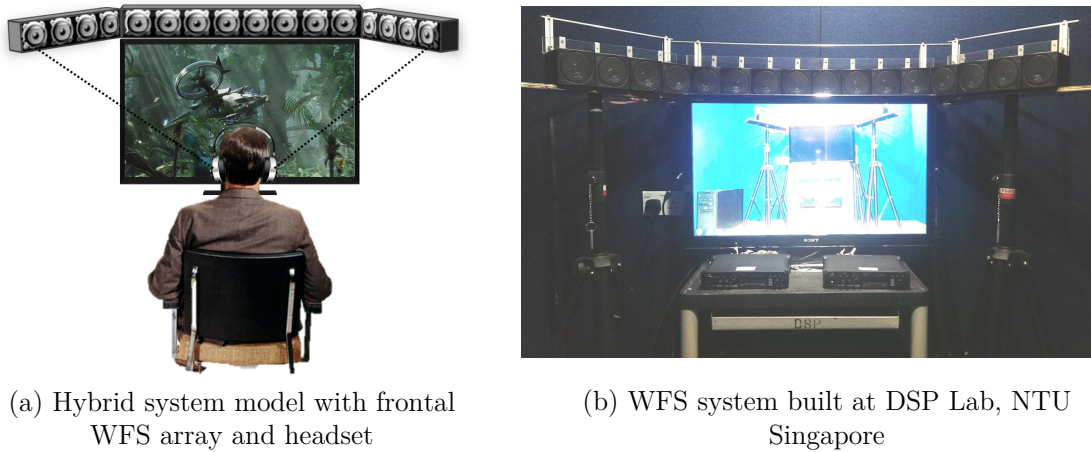 SONY
DSP
(a) Hybrid system model with frontal
WFS array and headset
(b) WFS system built at DSP Lab, NTU
Singapore